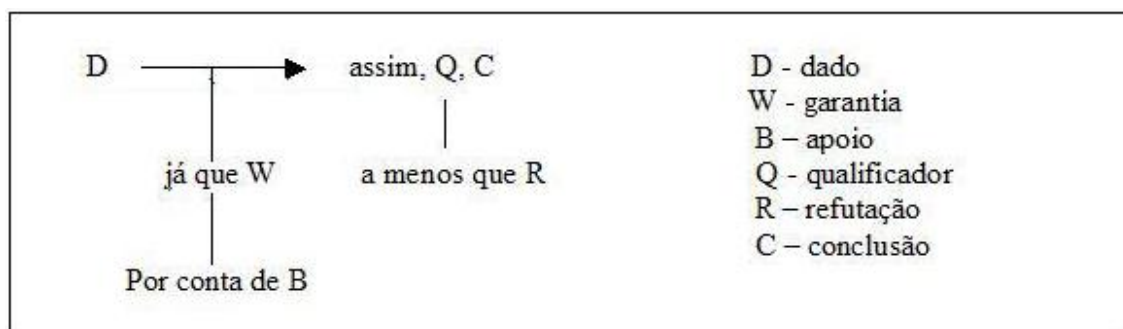 D assim, Q, C
já que W a menos que R
Por conta de B
D - dado
W - garantia
B – apoio
Q - qualificador
R – refutação
C – conclusão